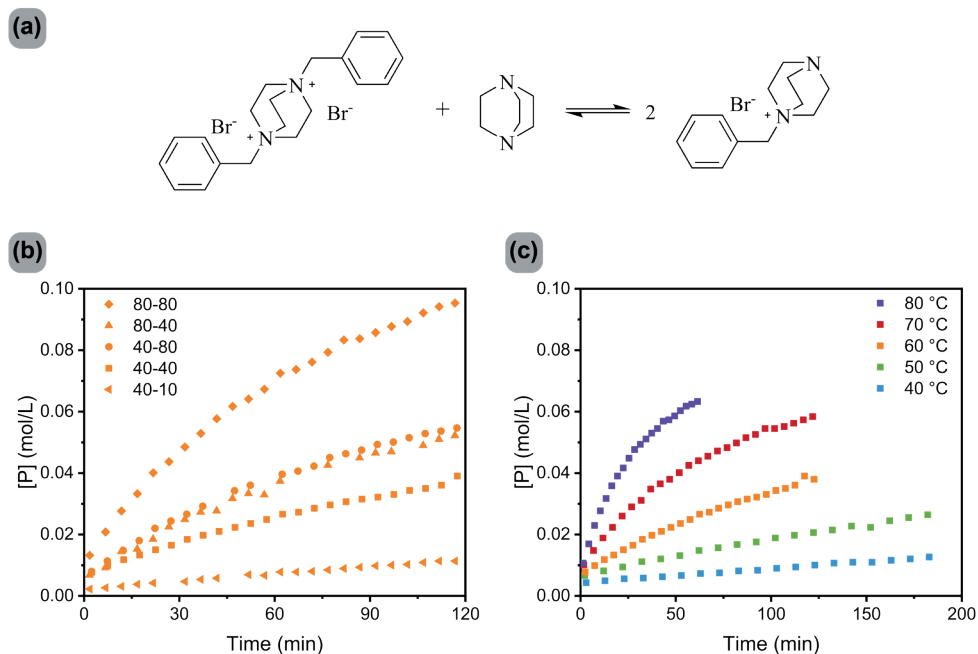 (a)
N
+
Br-
Br-
N
+
+
N
N
2
N
Br-
N
+
(b)
(c)
0.10
0.08
0.06
0.04
0.02
0.00
[P] (mol/L)
80-80
80-40
40-80
40-40
40-10
0
30
60
90
120
Time (min)
0.10
0.08
0.06
0.04
0.02
0.00
[P] (mol/L)
80 °C
70 °C
60 °C
50 °C
40 °C
0
50
100
150
200
Time (min)